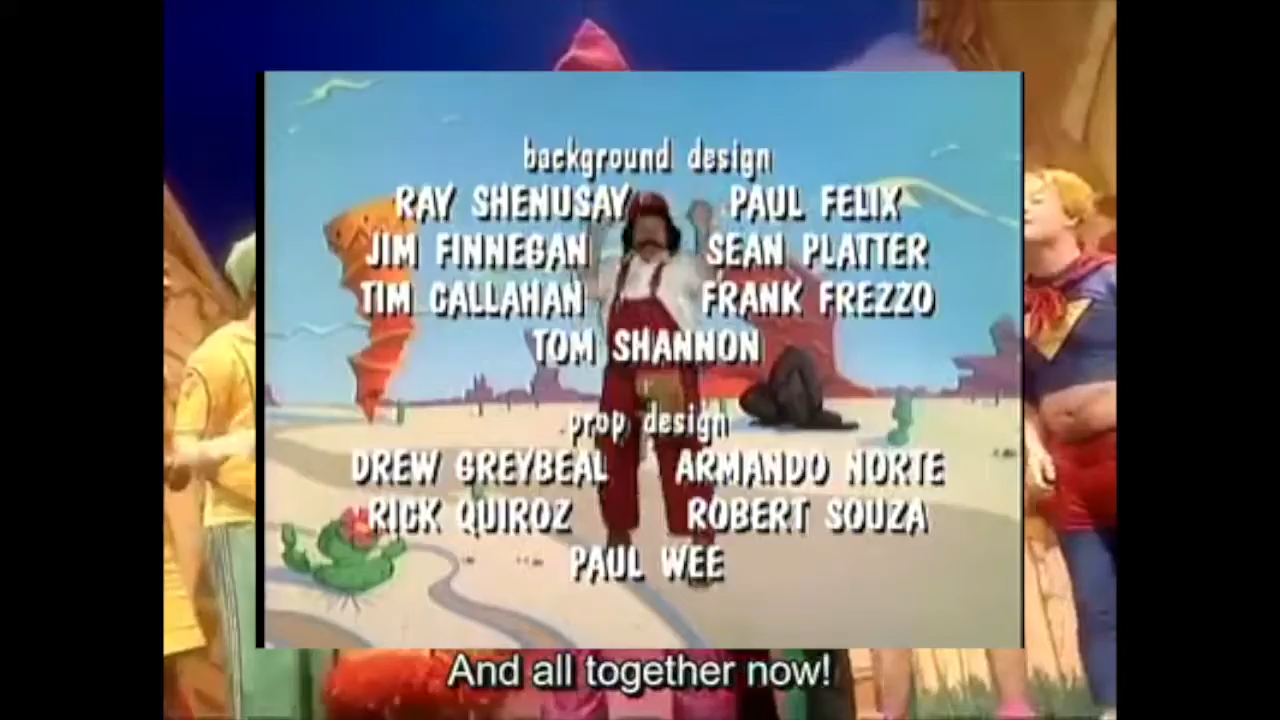 background design
RAY SHENUSAY PAUL FELIX
JIM FINNEGAN SEAN PLATTER
TIM CALLAHAN FRANK FREZZO
TOM SHANNON
prop design
DREW GREYBEAL ARMANDO NORTE
RICK QUIROZ ROBERT SOUZA
PAUL WEE
And all together now!